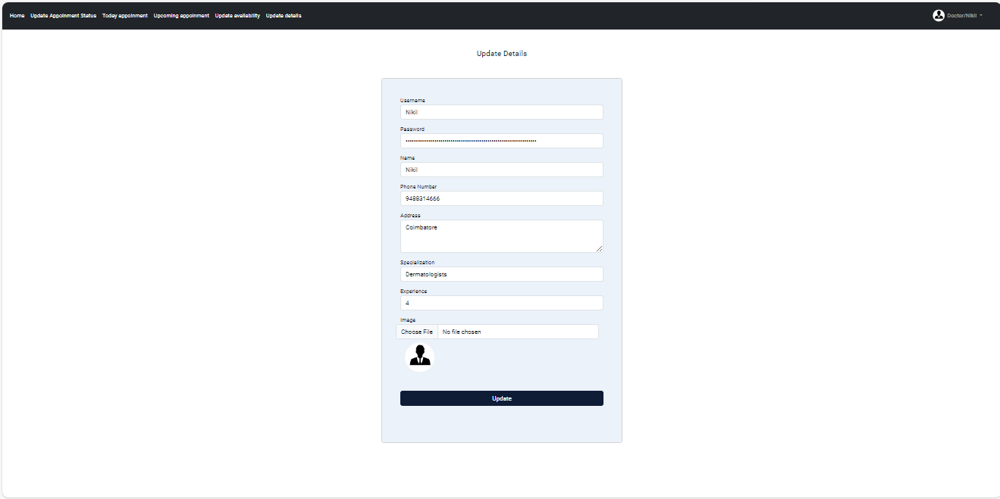 Home Update Appoinment Status Today appoinment Upcoming appoinment Update availability Update details Doctor/Nikil
Update Details
Username
Nikil
Password
Name
Nikil
Phone Number
9488314666
Address
Coimbatore
Specialization
Dermatologists
Experience
4
Image
Choose File No file chosen
Update